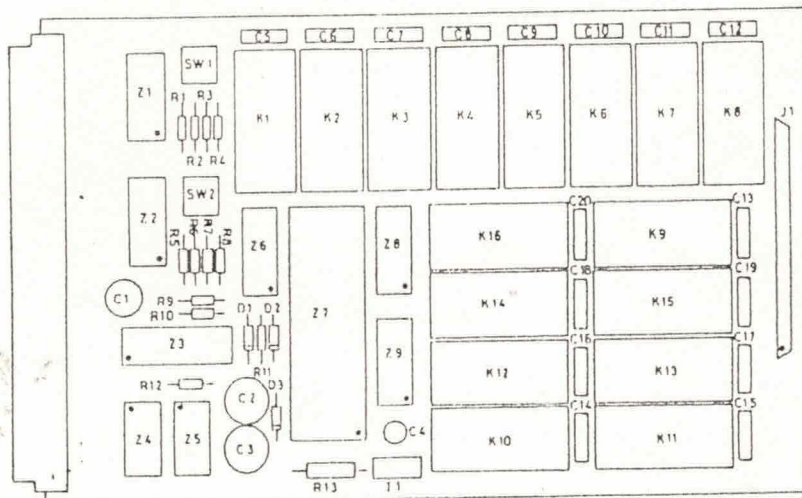 C5 C6 C7 C8 C9 C10 C11 C12
SW1
Z1
R1 R3
R2 R4
K1 K2 K3 K4 K5 K6 K7 K8
J1
SW2
Z2
R5 R6 R7 R8
Z6
Z7
Z8
K16
C20
K9
C13
C1
R9
R10
C18
K14
K15
C19
D1 D2
Z3
R11
Z9
C16
K12
K13
C17
R12
D3
C2
C14
C15
Z4 Z5
C3
C4
K10
K11
R13